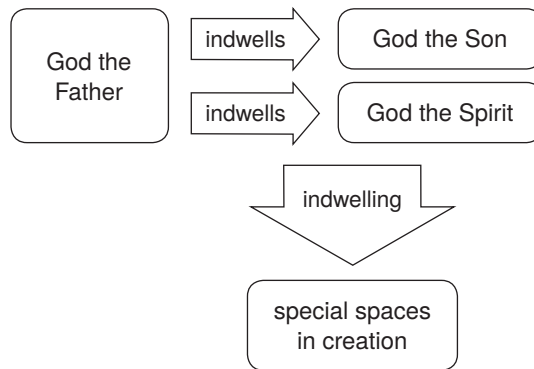 God the
Father
indwells
God the Son
indwells
God the Spirit
indwelling
special spaces
in creation